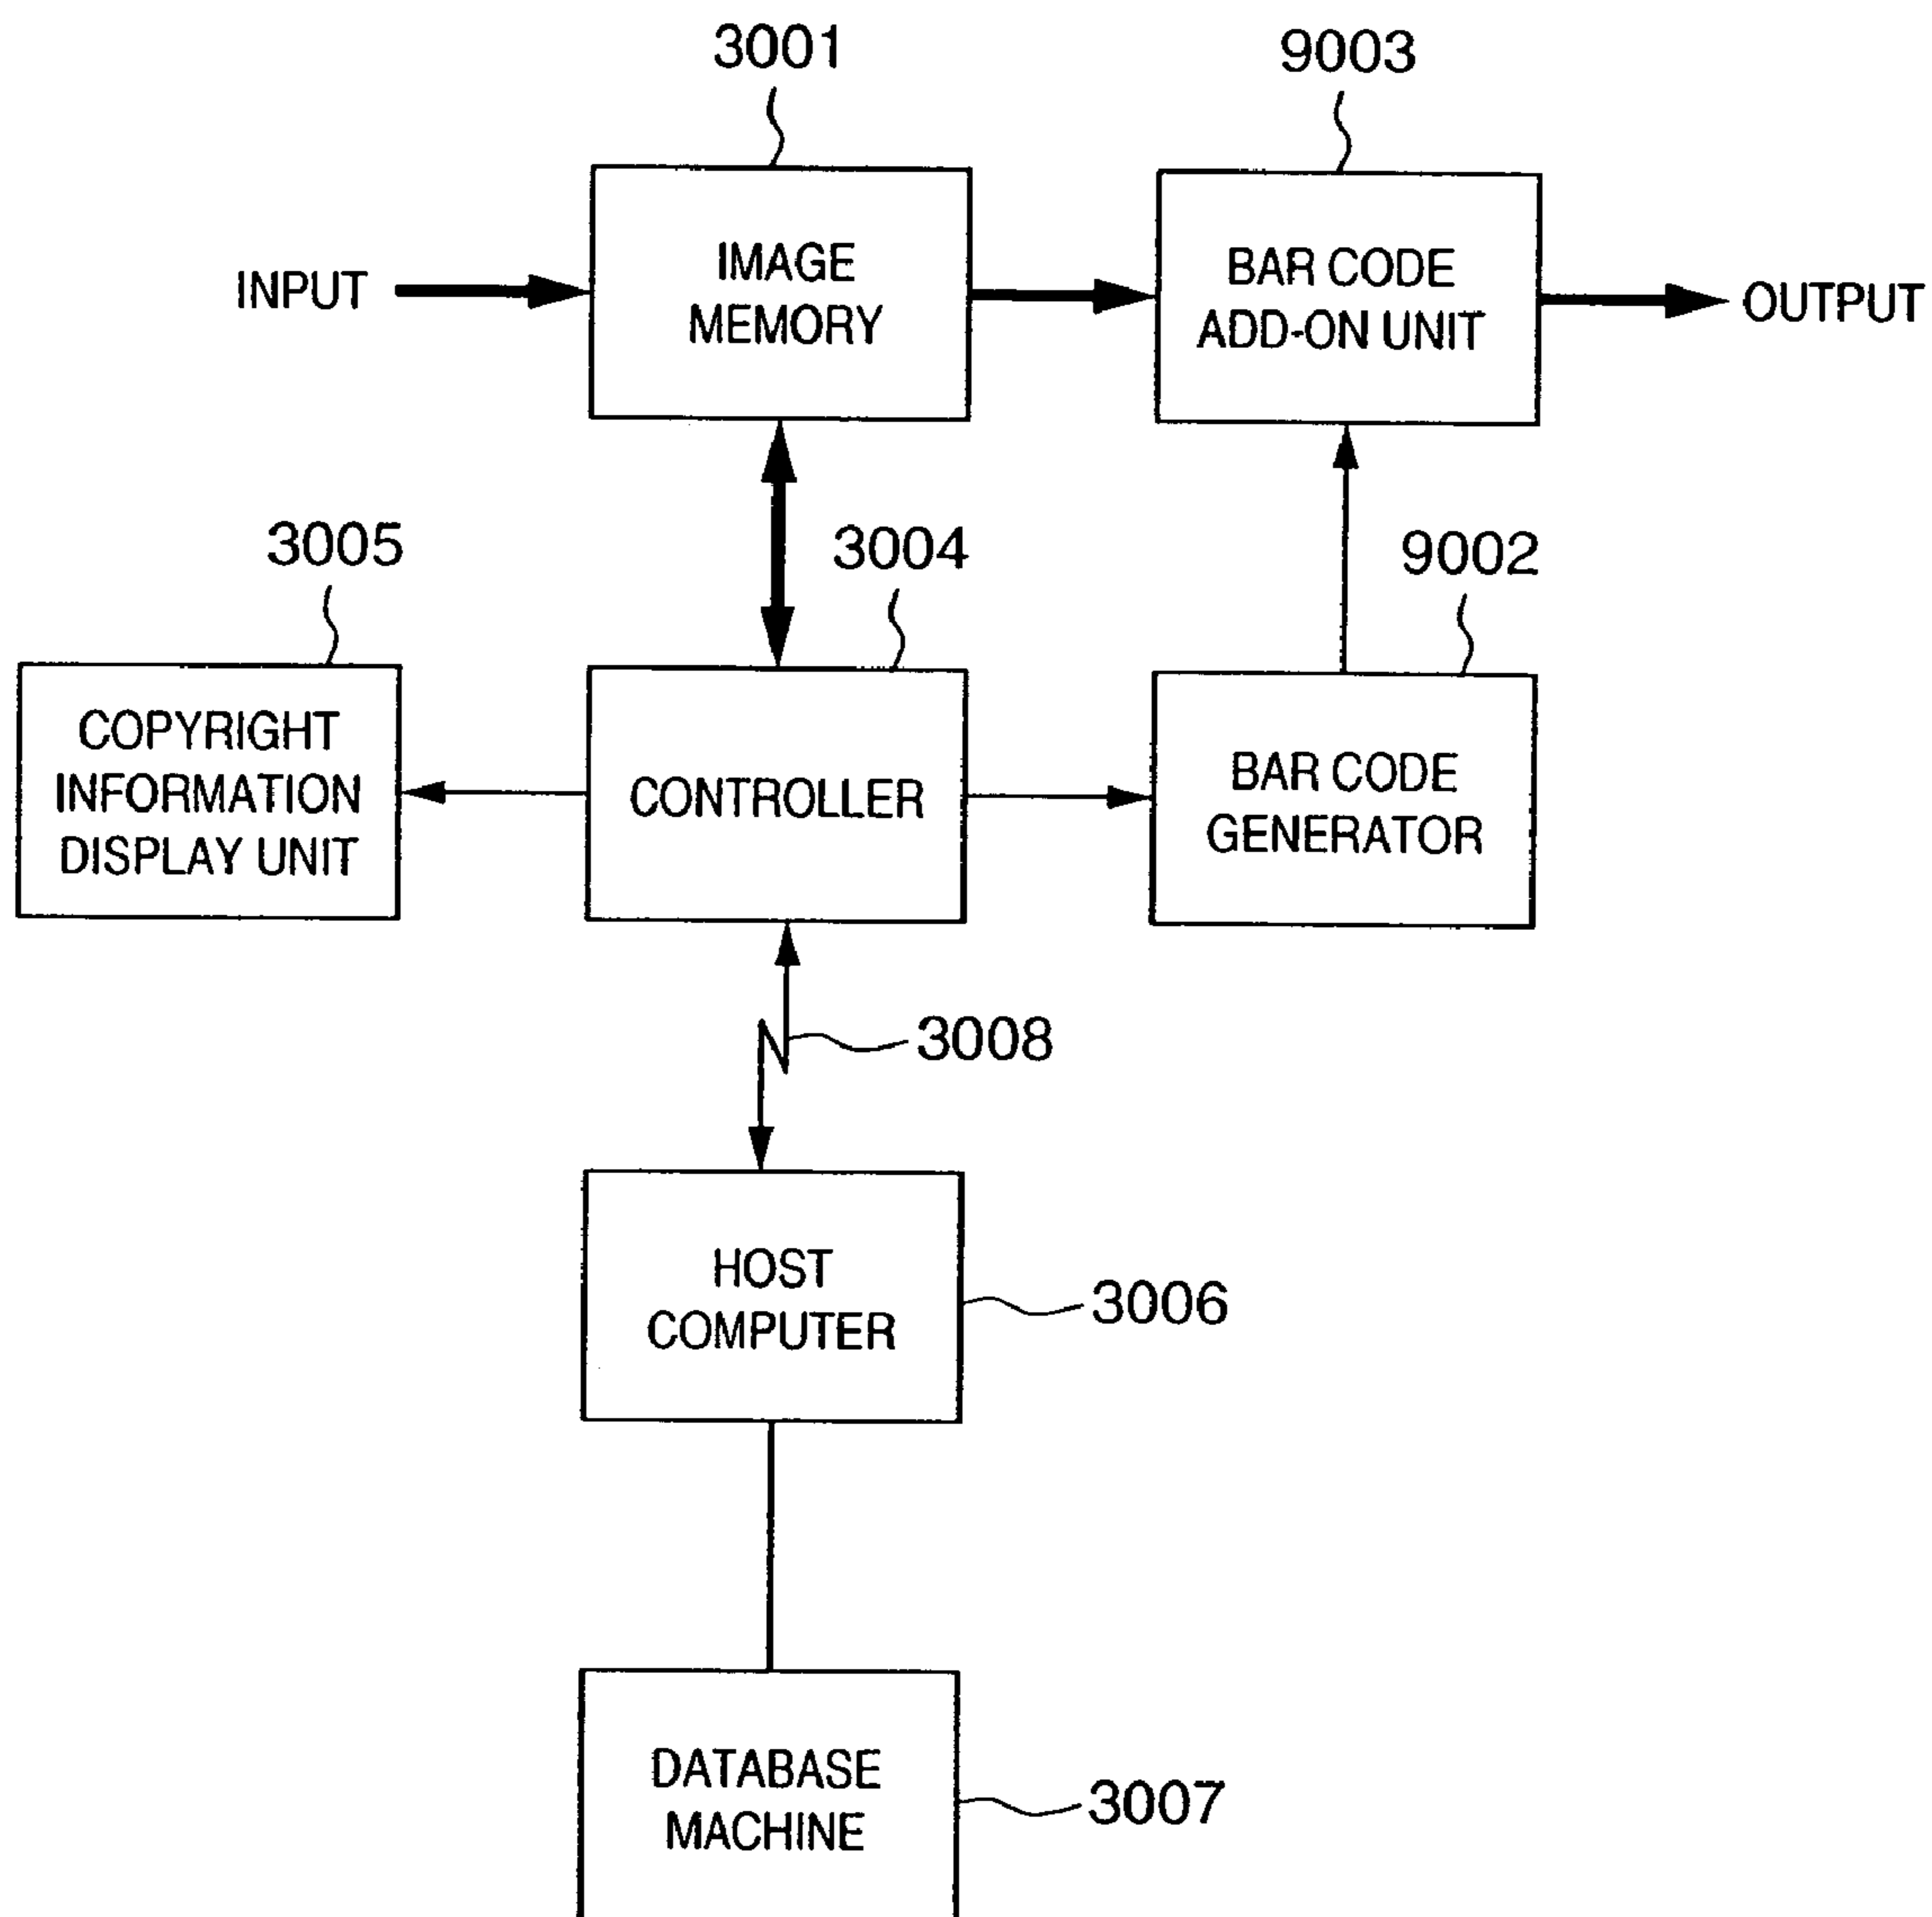 3001
9003
INPUT
IMAGE
MEMORY
BAR CODE
ADD-ON UNIT
OUTPUT
3005
3004
9002
COPYRIGHT
INFORMATION
DISPLAY UNIT
CONTROLLER
BAR CODE
GENERATOR
3008
HOST
COMPUTER
3006
DATABASE
MACHINE
3007